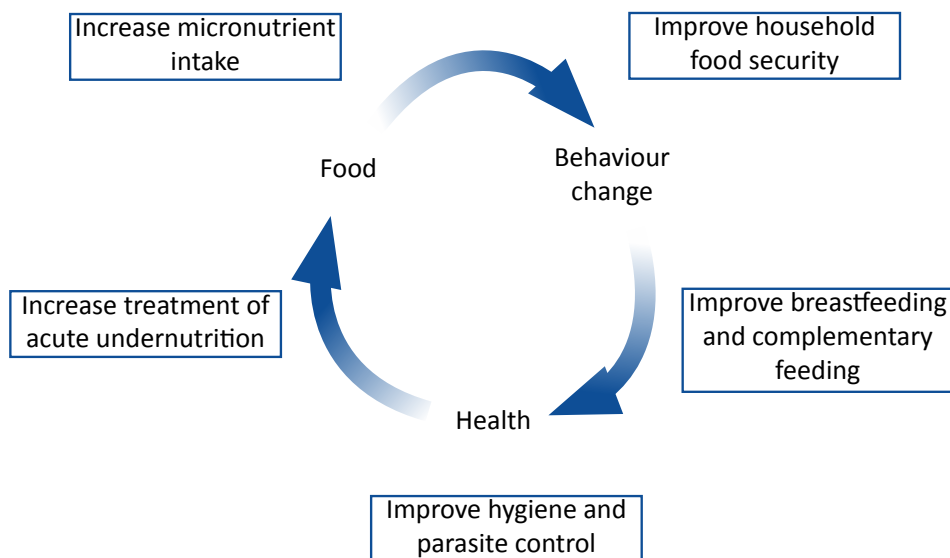 Increase micronutrient
intake
Improve household
food security
Food
Behaviour
change
Increase treatment of
acute undernutrition
Improve breastfeeding
and complementary
feeding
Health
Improve hygiene and
parasite control